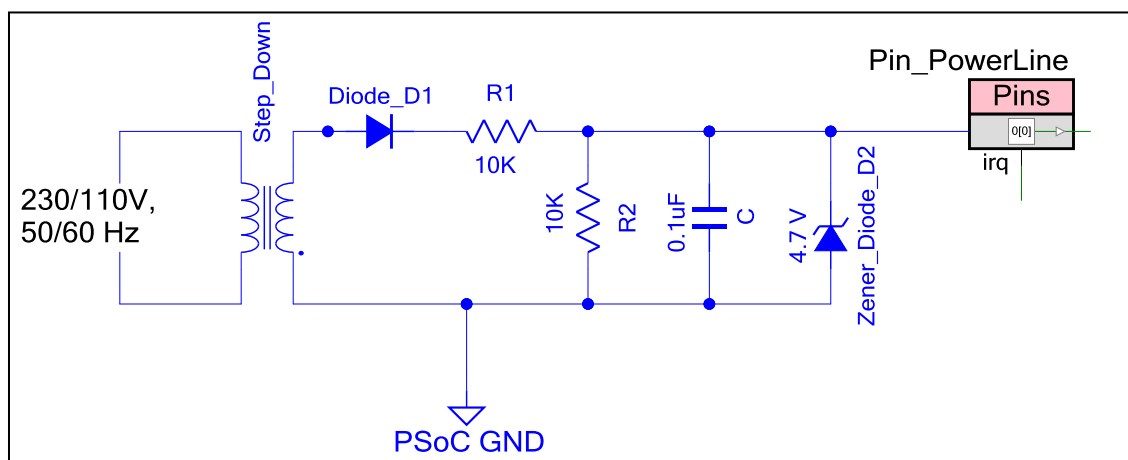 Pin_PowerLine
Pins
0[0]
irq
Step_Down
Diode_D1
R1
10K
230/110V,
50/60 Hz
10K
R2
0.1uF
C
4.7 V
Zener_Diode_D2
PSoC GND